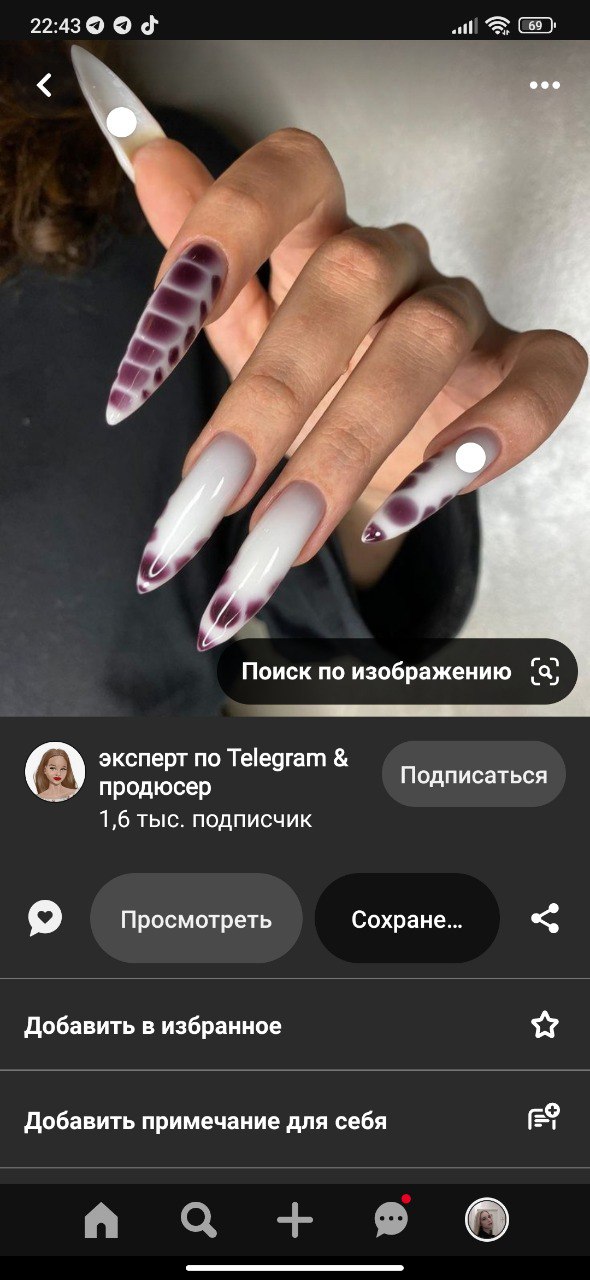 22:43
69
Поиск по изображению
эксперт по Telegram &
продюсер
1,6 тыс. подписчик
Подписаться
Просмотреть
Сохране...
Добавить в избранное
Добавить примечание для себя